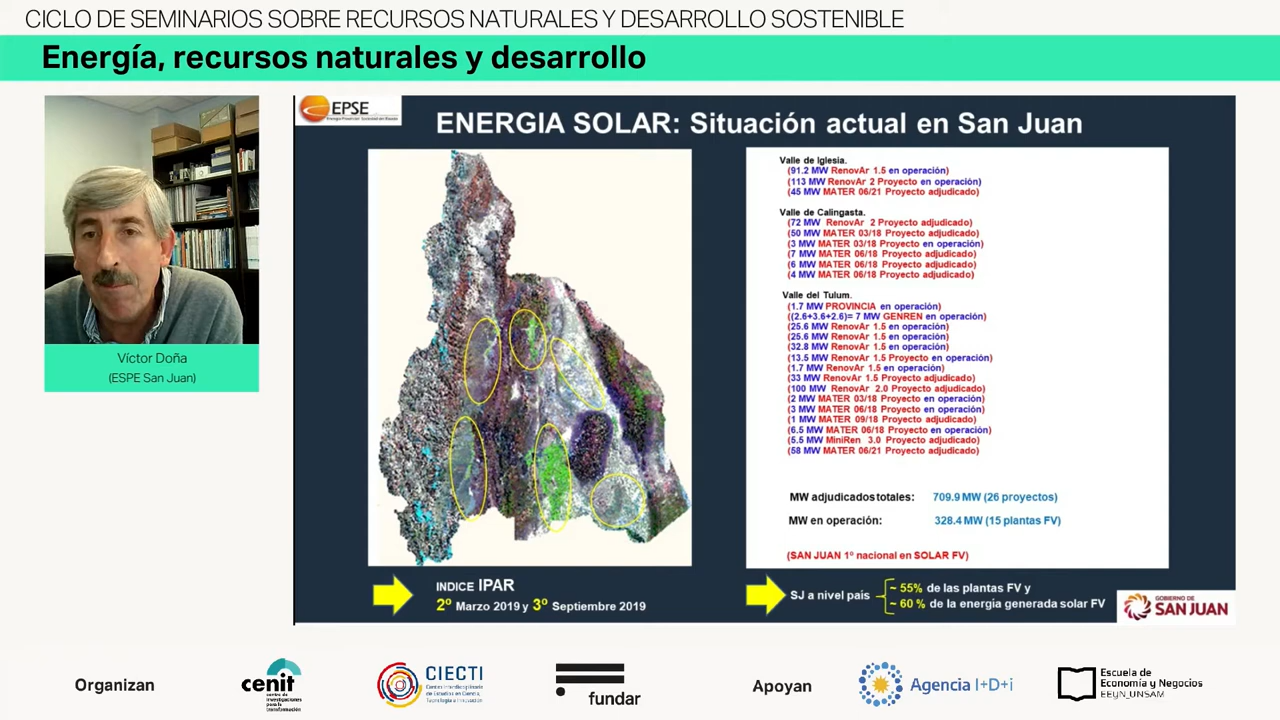 CICLO DE SEMINARIOS SOBRE RECURSOS NATURALES Y DESARROLLO SOSTENIBLE
Energía, recursos naturales y desarrollo
Víctor Doña
(ESPE San Juan)
EPSE
Energía Provincial Sociedad del Estado
ENERGIA SOLAR: Situación actual en San Juan
Valle de Iglesia.
(91.2 MW RenovAr 1.5 en operación)
(113 MW RenovAr 2 Proyecto en operación)
(45 MW MATER 06/21 Proyecto adjudicado)
Valle de Calingasta.
(72 MW RenovAr 2 Proyecto adjudicado)
(50 MW MATER 03/18 Proyecto adjudicado)
(3 MW MATER 03/18 Proyecto en operación)
(7 MW MATER 06/18 Proyecto adjudicado)
(6 MW MATER 06/18 Proyecto adjudicado)
(4 MW MATER 06/18 Proyecto adjudicado)
Valle del Tulum.
(1.7 MW PROVINCIA en operación)
((2.6+3.6+2.6)= 7 MW GENREN en operación)
(25.6 MW RenovAr 1.5 en operación)
(25.6 MW RenovAr 1.5 en operación)
(32.8 MW RenovAr 1.5 en operación)
(13.5 MW RenovAr 1.5 Proyecto en operación)
(1.7 MW RenovAr 1.5 en operación)
(33 MW RenovAr 1.5 Proyecto adjudicado)
(100 MW RenovAr 2.0 Proyecto adjudicado)
(2 MW MATER 03/18 Proyecto en operación)
(3 MW MATER 06/18 Proyecto en operación)
(1 MW MATER 09/18 Proyecto adjudicado)
(6.5 MW MATER 06/18 Proyecto en operación)
(5.5 MW MiniRen 3.0 Proyecto adjudicado)
(58 MW MATER 06/21 Proyecto adjudicado)
MW adjudicados totales: 709.9 MW (26 proyectos)
MW en operación: 328.4 MW (15 plantas FV)
(SAN JUAN 1º nacional en SOLAR FV)
INDICE IPAR
2º Marzo 2019 y 3º Septiembre 2019
SJ a nivel pais
~ 55% de las plantas FV y
~ 60 % de la energia generada solar FV
GOBIERNO DE
SAN JUAN
Organizan
cenit
centro de
investigaciones
para la
transformación
CIECTI
Centro Interdisciplinario
de Estudios en Ciencia,
Tecnología e Innovación
fundar
Apoyan
Agencia I+D+i
Escuela de
Economía y Negocios
EEyN_UNSAM